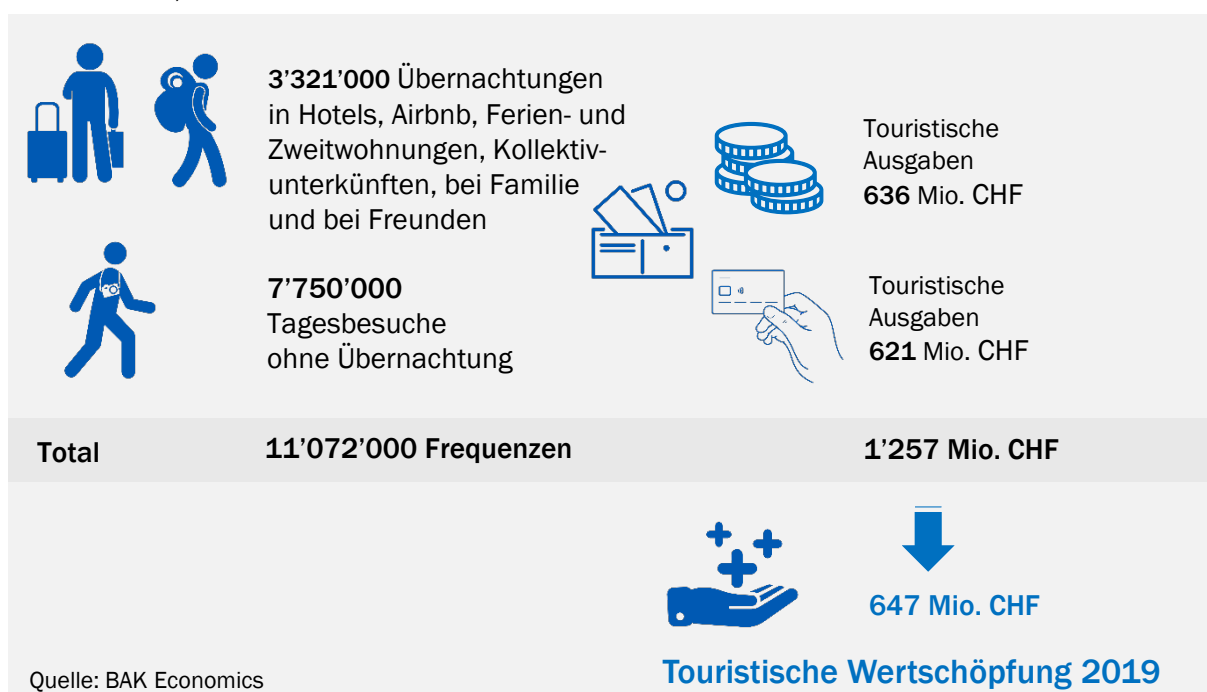 3’321’000 Übernachtungen
in Hotels, Airbnb, Ferien- und
Zweitwohnungen, Kollektiv-
unterkünften, bei Familie
und bei Freunden
Touristische
Ausgaben
636 Mio. CHF
7’750’000
Tagesbesuche
ohne Übernachtung
Touristische
Ausgaben
621 Mio. CHF
Total
11’072’000 Frequenzen
1’257 Mio. CHF
647 Mio. CHF
Touristische Wertschöpfung 2019
Quelle: BAK Economics